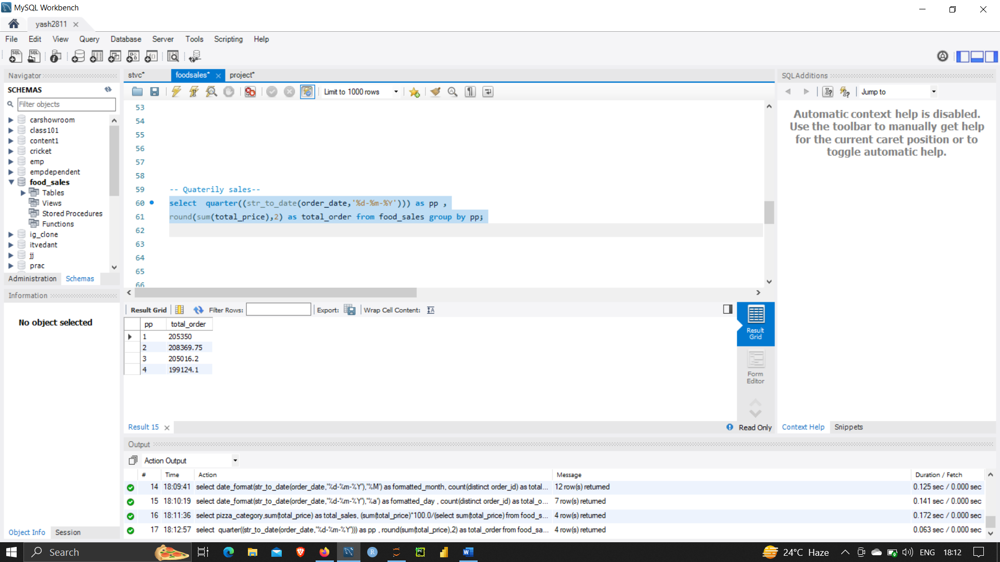 MySQL Workbench
yash2811
File Edit View Query Database Server Tools Scripting Help
Navigator
SCHEMAS
Filter objects
carshowroom
class101
content1
cricket
emp
empdependent
food_sales
Tables
Views
Stored Procedures
Functions
ig_clone
itvedant
jj
prac
Administration Schemas
Information
No object selected
Object Info Session
stvc* foodsales* project*
Limit to 1000 rows
53
54
55
56
57
58
59 -- Quaterily sales--
60 select quarter((str_to_date(order_date,'%d-%m-%Y'))) as pp ,
61 round(sum(total_price),2) as total_order from food_sales group by pp;
62
63
64
65
66
Result Grid Filter Rows: Export: Wrap Cell Content:
pp total_order
1 205350
2 208369.75
3 205016.2
4 199124.1
Result Grid
Form Editor
Result 15 Read Only
SQLAdditions
Jump to
Automatic context help is disabled.
Use the toolbar to manually get help
for the current caret position or to
toggle automatic help.
Context Help Snippets
Output
Action Output
# Time Action Message Duration / Fetch
14 18:09:41 select date_format(str_to_date(order_date,'%d-%m-%Y'),'%M') as formatted_month, count(distinct order_id) as total... 12 row(s) returned 0.125 sec / 0.000 sec
15 18:10:19 select date_format(str_to_date(order_date,'%d-%m-%Y'),'%a') as formatted_day , count(distinct order_id) as total_o... 7 row(s) returned 0.141 sec / 0.000 sec
16 18:11:36 select pizza_category,sum(total_price) as total_sales, (sum(total_price)*100.0/(select sum(total_price) from food_s... 4 row(s) returned 0.172 sec / 0.000 sec
17 18:12:57 select quarter((str_to_date(order_date,'%d-%m-%Y'))) as pp , round(sum(total_price),2) as total_order from food_sa... 4 row(s) returned 0.063 sec / 0.000 sec
Search
24°C Haze ENG 18:12